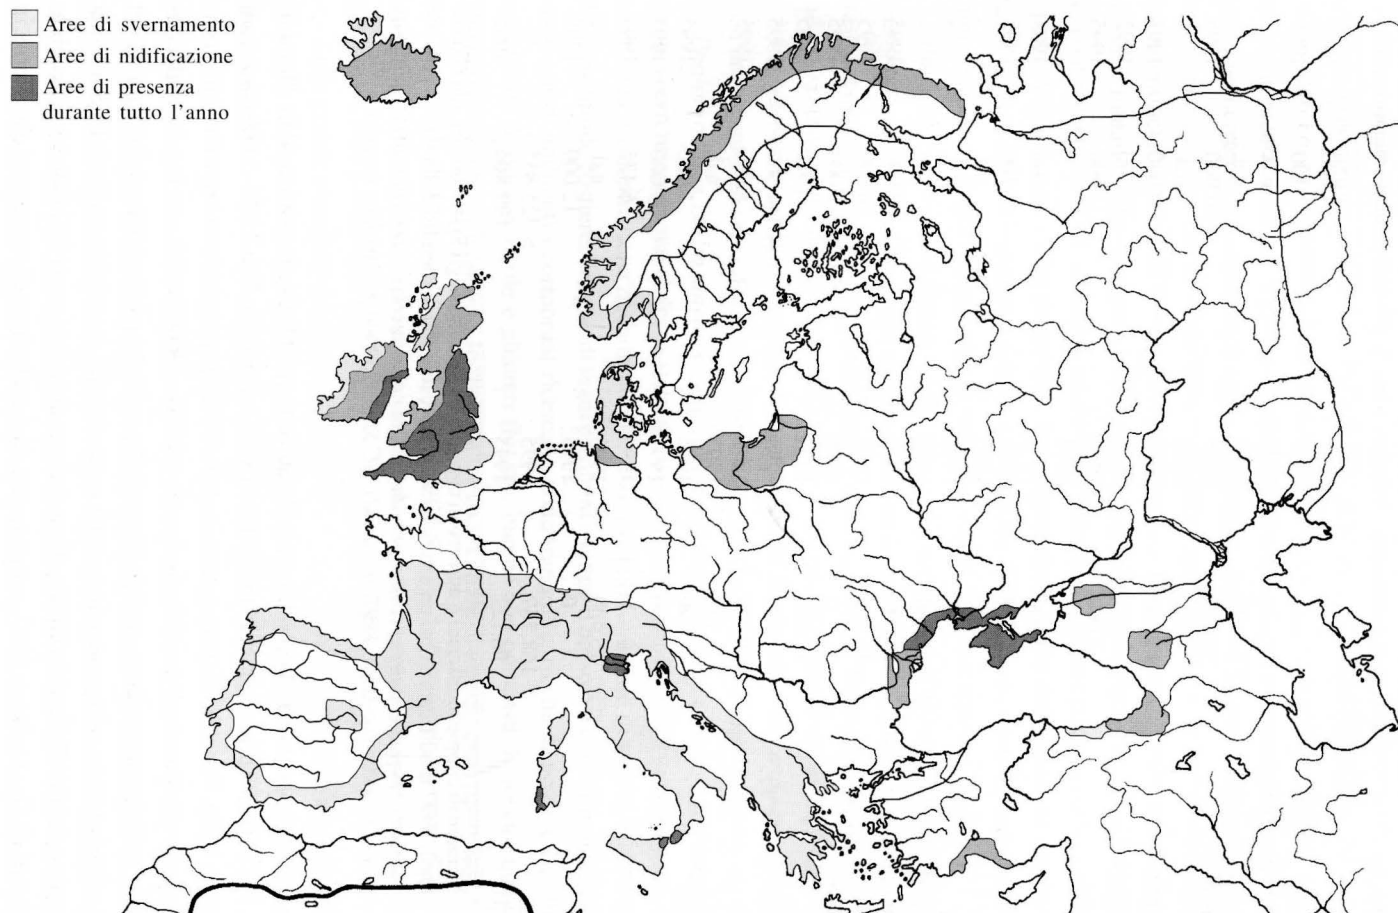 Aree di svernamento
Aree di nidificazione
Aree di presenza
durante tutto l'anno